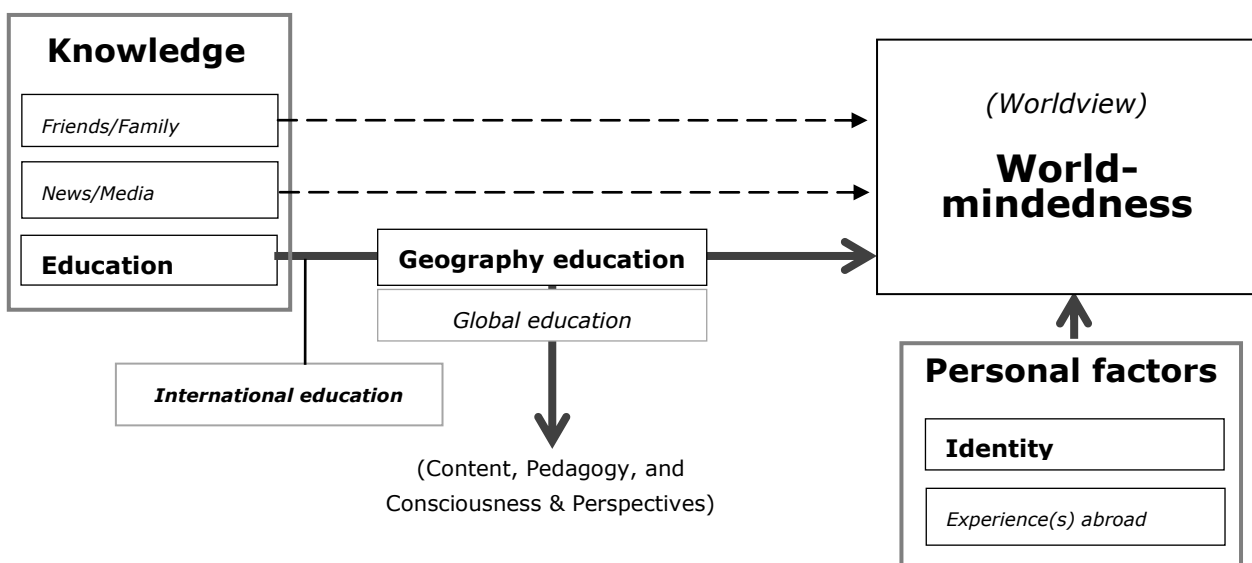 Knowledge
Friends/Family
News/Media
Education
Geography education
Global education
International education
(Content, Pedagogy, and
Consciousness & Perspectives)
(Worldview)
World-
mindedness
Personal factors
Identity
Experience(s) abroad